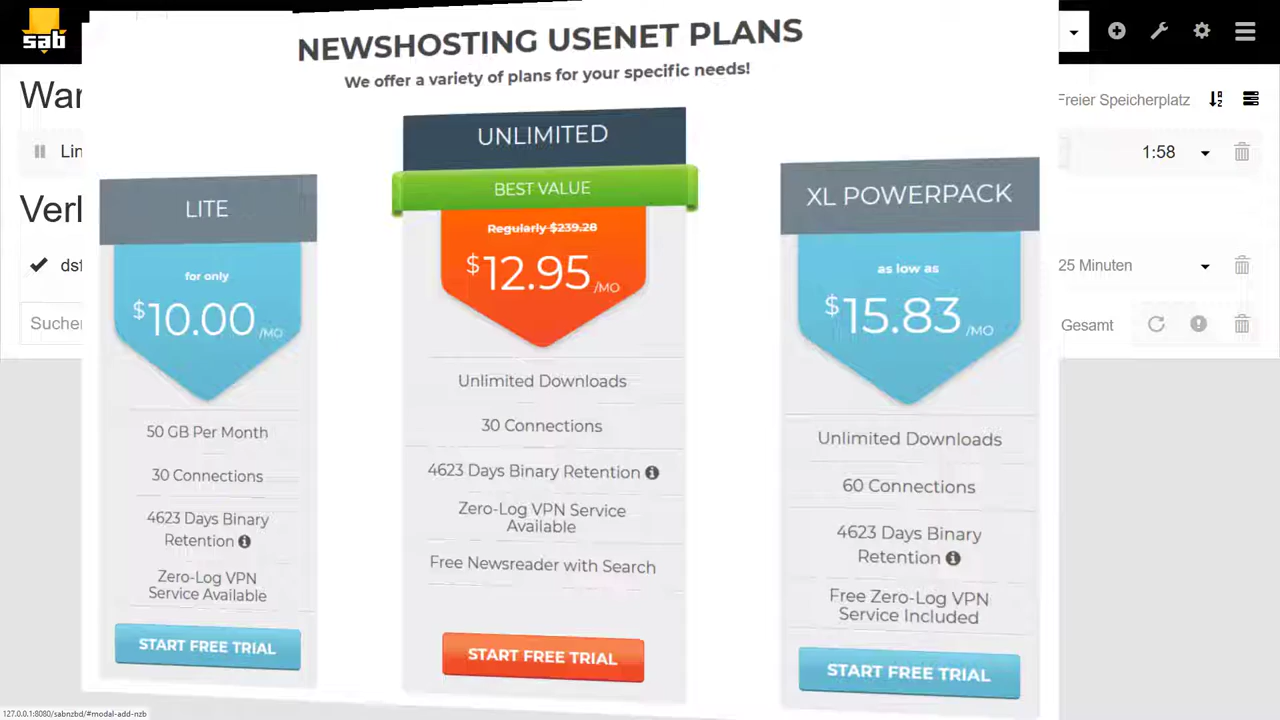 sab
NEWSHOSTING USENET PLANS
We offer a variety of plans for your specific needs!
Freier Speicherplatz
1:58
25 Minuten
Suchen
Gesamt
LITE
for only
$10.00 /MO
50 GB Per Month
30 Connections
4623 Days Binary
Retention
Zero-Log VPN
Service Available
START FREE TRIAL
UNLIMITED
BEST VALUE
Regularly $239.28
$12.95 /MO
Unlimited Downloads
30 Connections
4623 Days Binary Retention
Zero-Log VPN Service
Available
Free Newsreader with Search
START FREE TRIAL
XL POWERPACK
as low as
$15.83 /MO
Unlimited Downloads
60 Connections
4623 Days Binary
Retention
Free Zero-Log VPN
Service Included
START FREE TRIAL
127.0.0.1:8080/sabnzbd/#modal-add-nzb